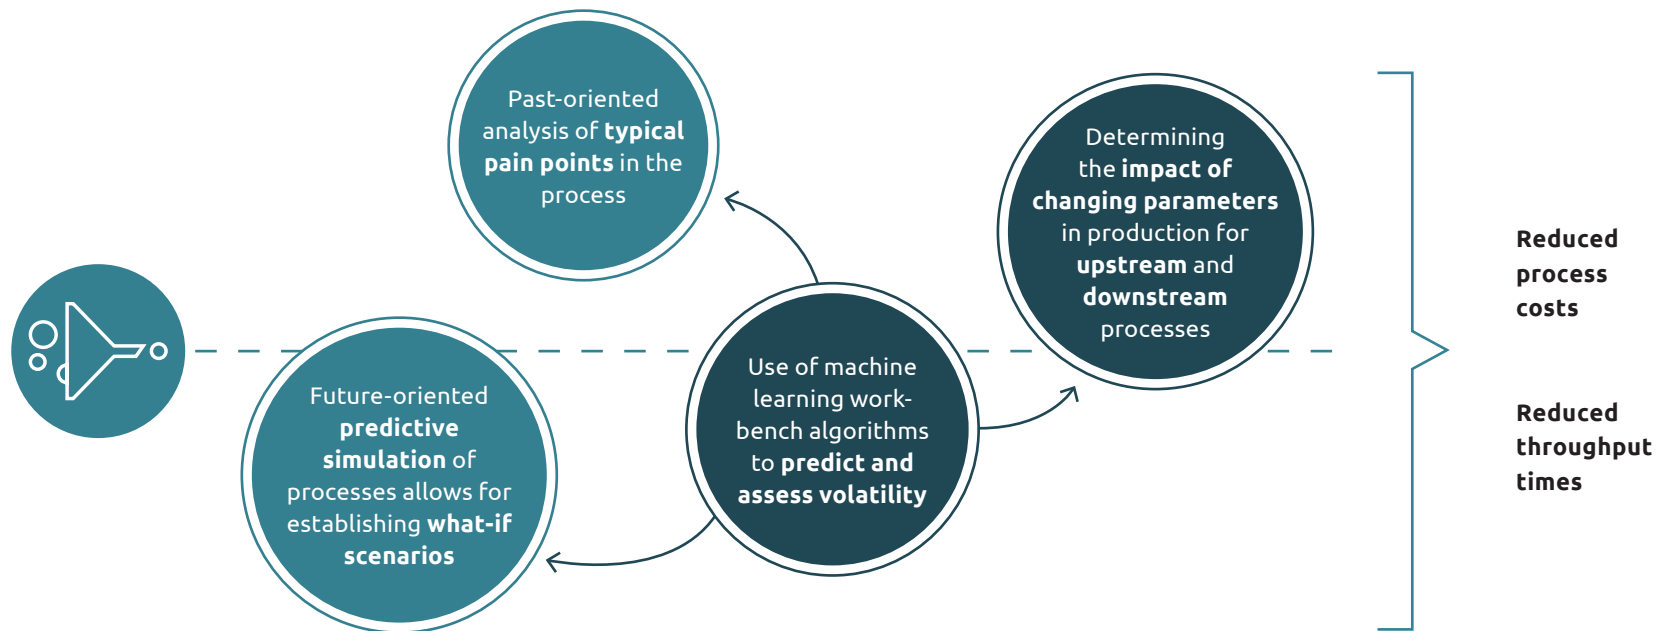 Past-oriented
analysis of typical
pain points in the
process
Determining
the impact of
changing parameters
in production for
upstream and
downstream
processes
Future-oriented
predictive
simulation of
processes allows for
establishing what-if
scenarios
Use of machine
learning work-
bench algorithms
to predict and
assess volatility
Reduced
process
costs
Reduced
throughput
times